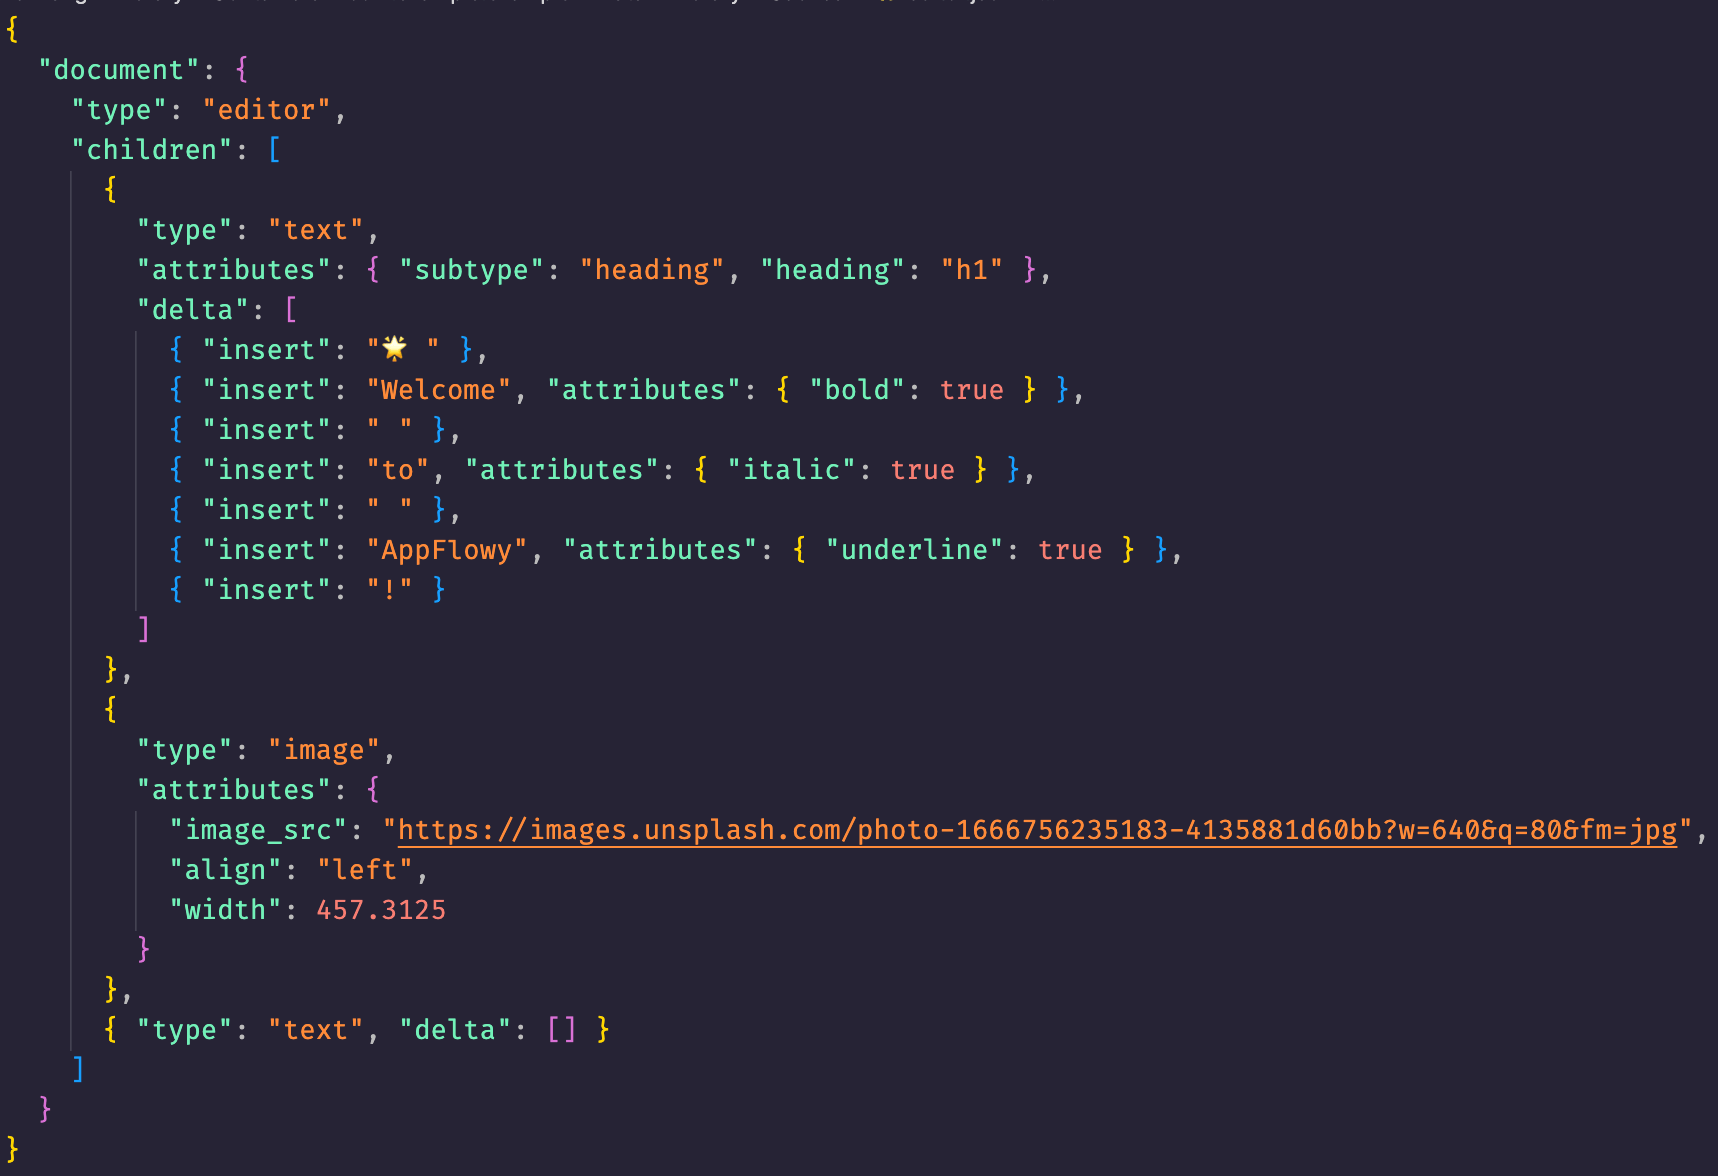 {
  "document": {
    "type": "editor",
    "children": [
      {
        "type": "text",
        "attributes": { "subtype": "heading", "heading": "h1" },
        "delta": [
          { "insert": "🌟 " },
          { "insert": "Welcome", "attributes": { "bold": true } },
          { "insert": " " },
          { "insert": "to", "attributes": { "italic": true } },
          { "insert": " " },
          { "insert": "AppFlowy", "attributes": { "underline": true } },
          { "insert": "!" }
        ]
      },
      {
        "type": "image",
        "attributes": {
          "image_src": "https://images.unsplash.com/photo-1666756235183-4135881d60bb?w=640&q=80&fm=jpg",
          "align": "left",
          "width": 457.3125
        }
      },
      { "type": "text", "delta": [] }
    ]
  }
}